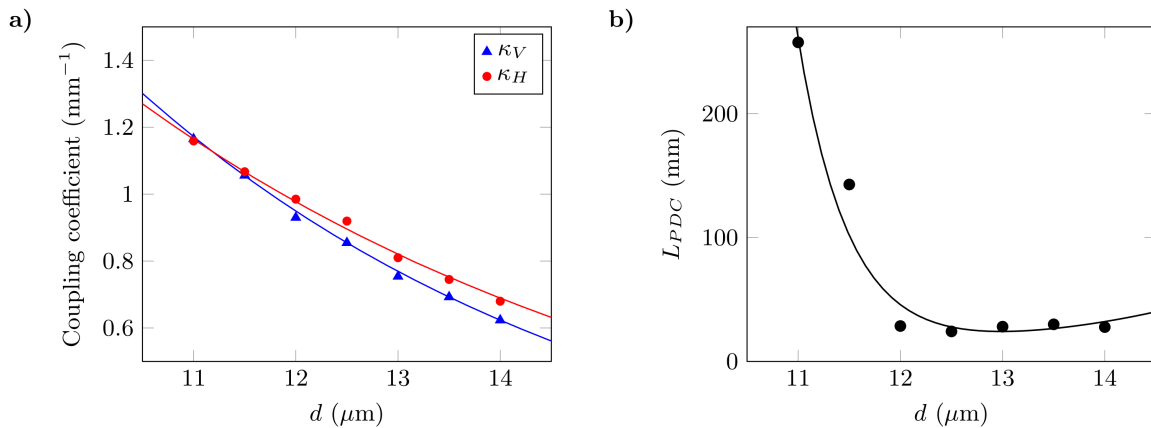 a)
Coupling coefficient (mm⁻¹)
1.4
1.2
1
0.8
0.6
κ_V
κ_H
11 12 13 14
d (μm)
b)
L_PDC (mm)
200
100
0
11 12 13 14
d (μm)